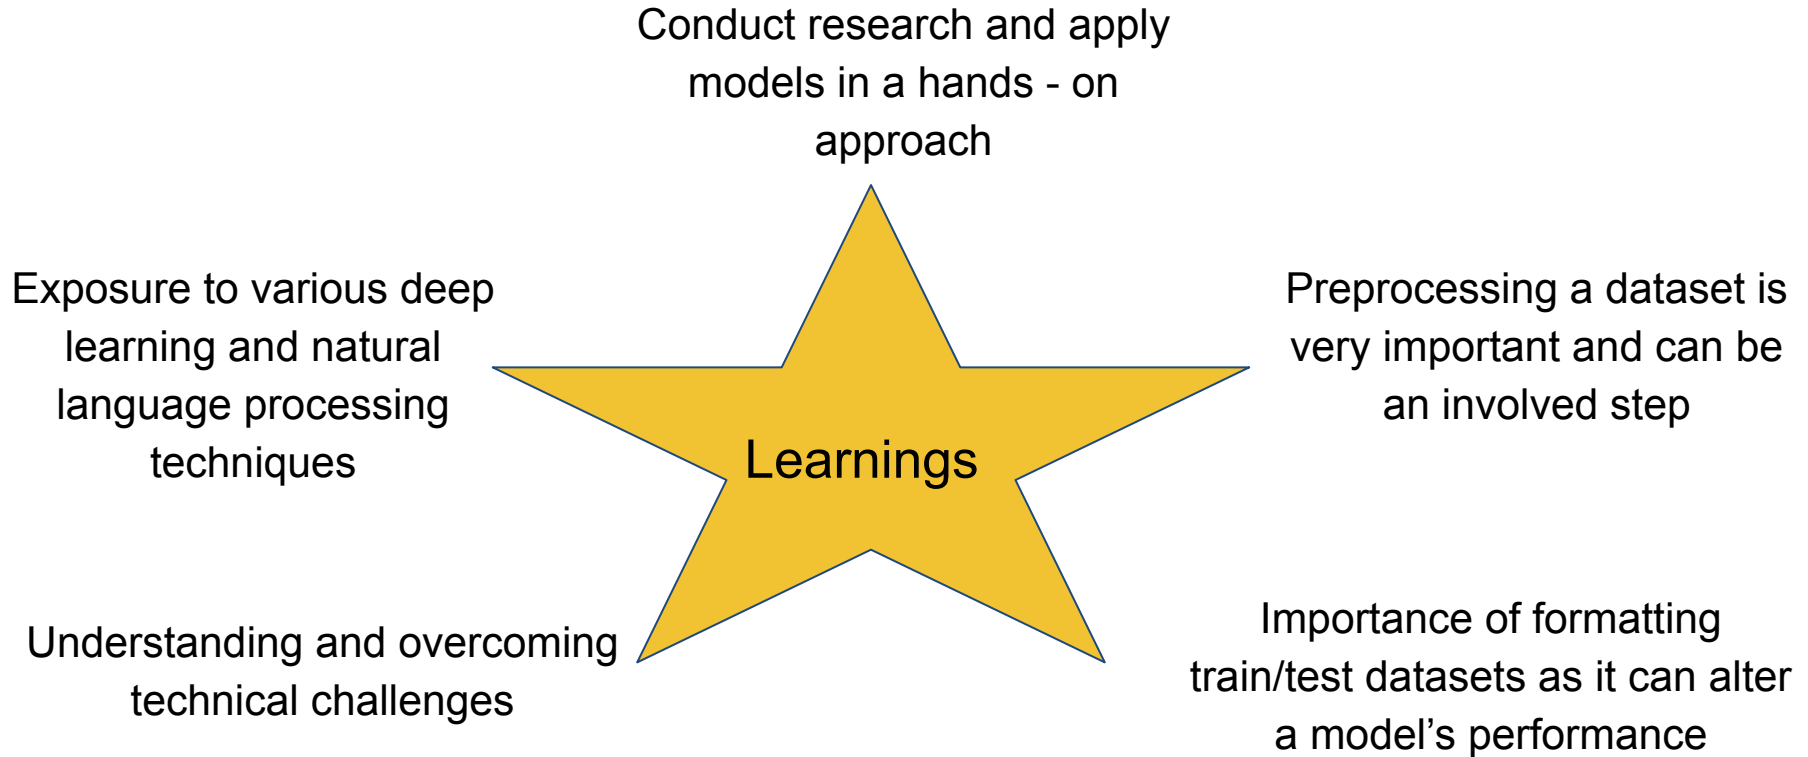 Conduct research and apply
models in a hands - on
approach
Exposure to various deep
learning and natural
language processing
techniques
Preprocessing a dataset is
very important and can be
an involved step
Learnings
Understanding and overcoming
technical challenges
Importance of formatting
train/test datasets as it can alter
a model’s performance